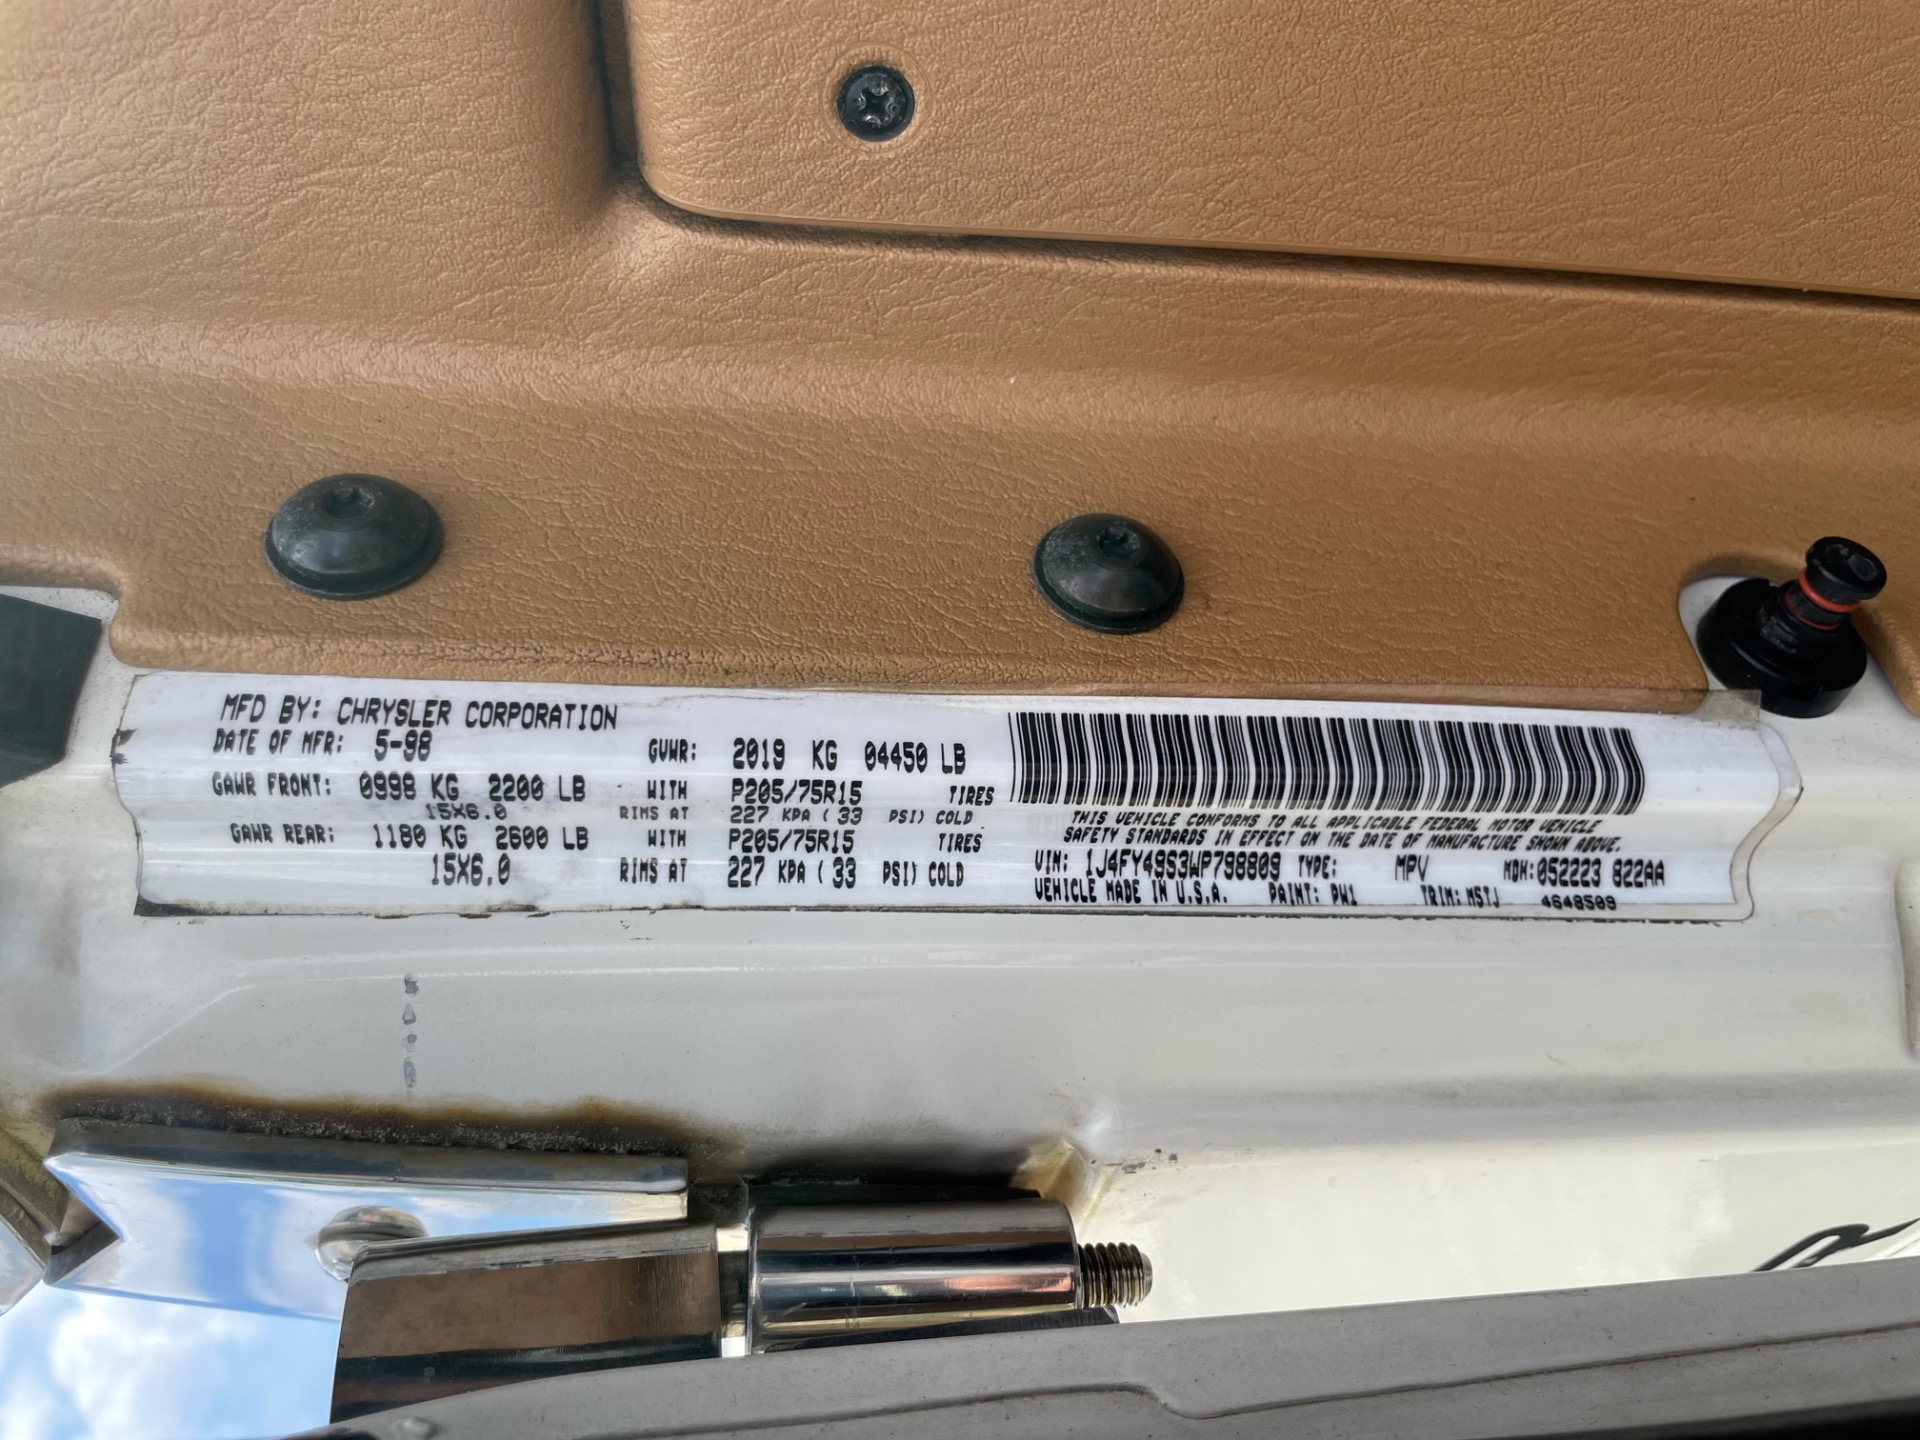 MFD BY: CHRYSLER CORPORATION
DATE OF MFR: 5-98 GVWR: 2019 KG 04450 LB
GAWR FRONT: 0998 KG 2200 LB WITH P205/75R15 TIRES
15X6.0 RIMS AT 227 KPA ( 33 PSI) COLD
GAWR REAR: 1180 KG 2600 LB WITH P205/75R15 TIRES
15X6.0 RIMS AT 227 KPA ( 33 PSI) COLD
THIS VEHICLE CONFORMS TO ALL APPLICABLE FEDERAL MOTOR VEHICLE
SAFETY STANDARDS IN EFFECT ON THE DATE OF MANUFACTURE SHOWN ABOVE.
VIN: 1J4FY49S3WP798809 TYPE: MPV MDH: 052223 822AA
VEHICLE MADE IN U.S.A. PAINT: PW1 TRIM: MSTJ 4648509